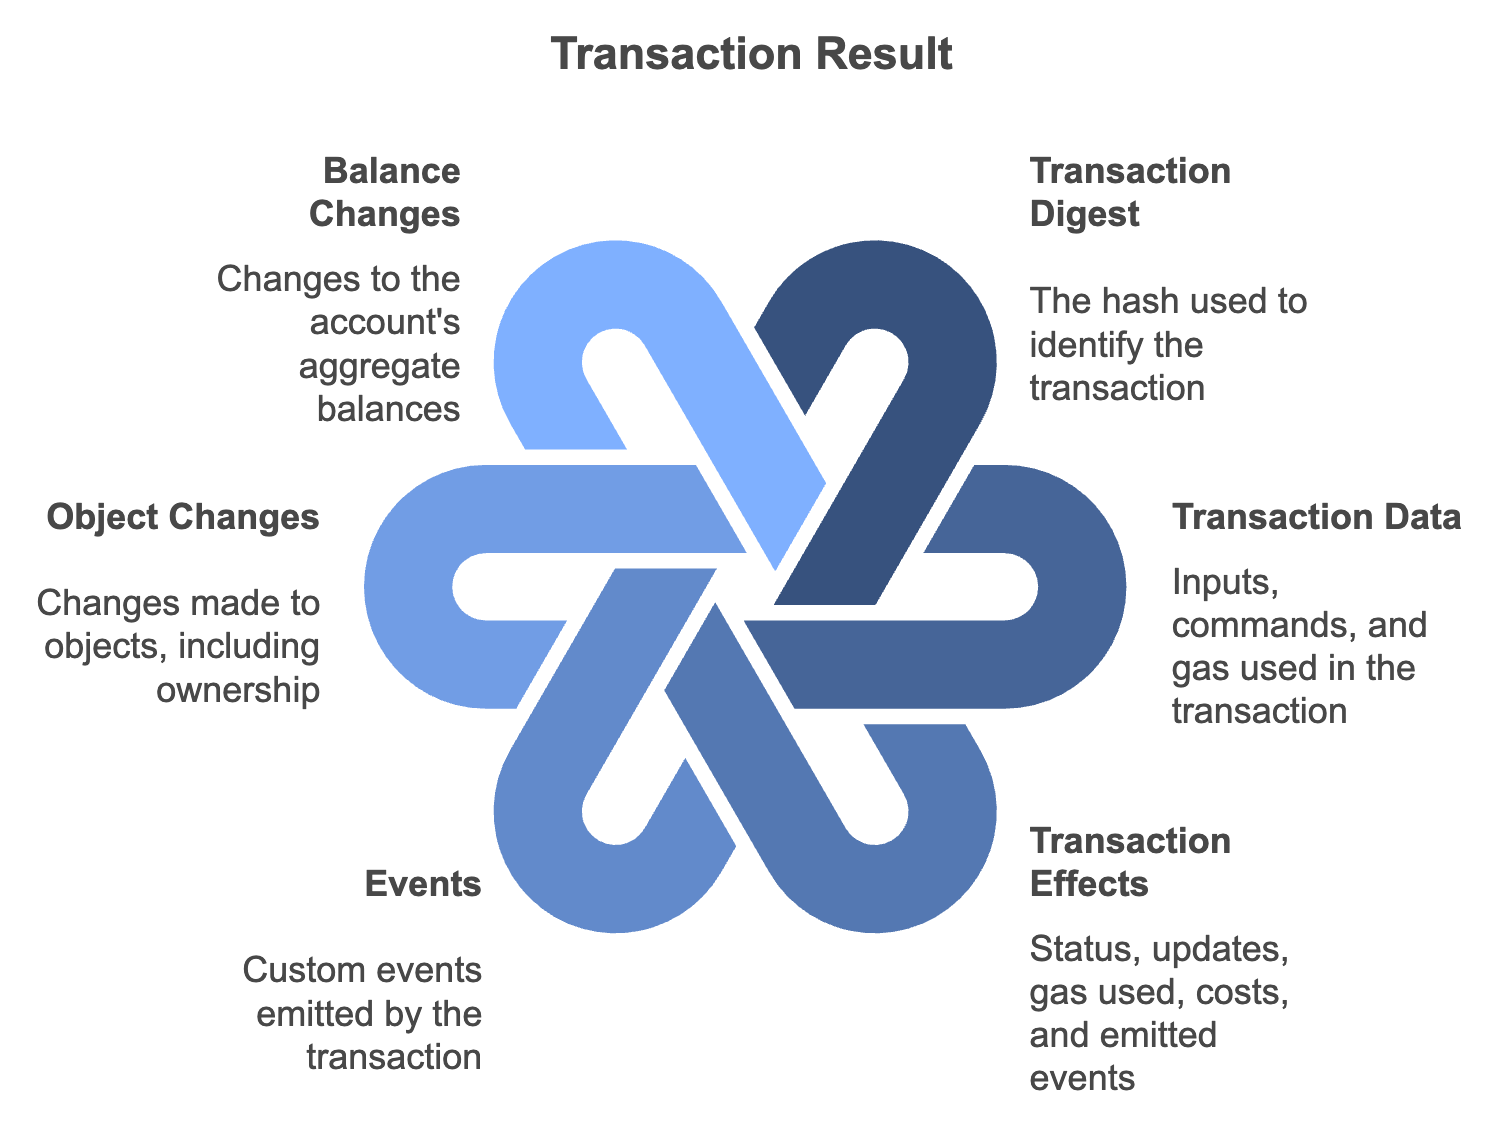 Transaction Result
Balance
Changes
Changes to the
account's
aggregate
balances
Transaction
Digest
The hash used to
identify the
transaction
Object Changes
Changes made to
objects, including
ownership
Transaction Data
Inputs,
commands, and
gas used in the
transaction
Events
Custom events
emitted by the
transaction
Transaction
Effects
Status, updates,
gas used, costs,
and emitted
events